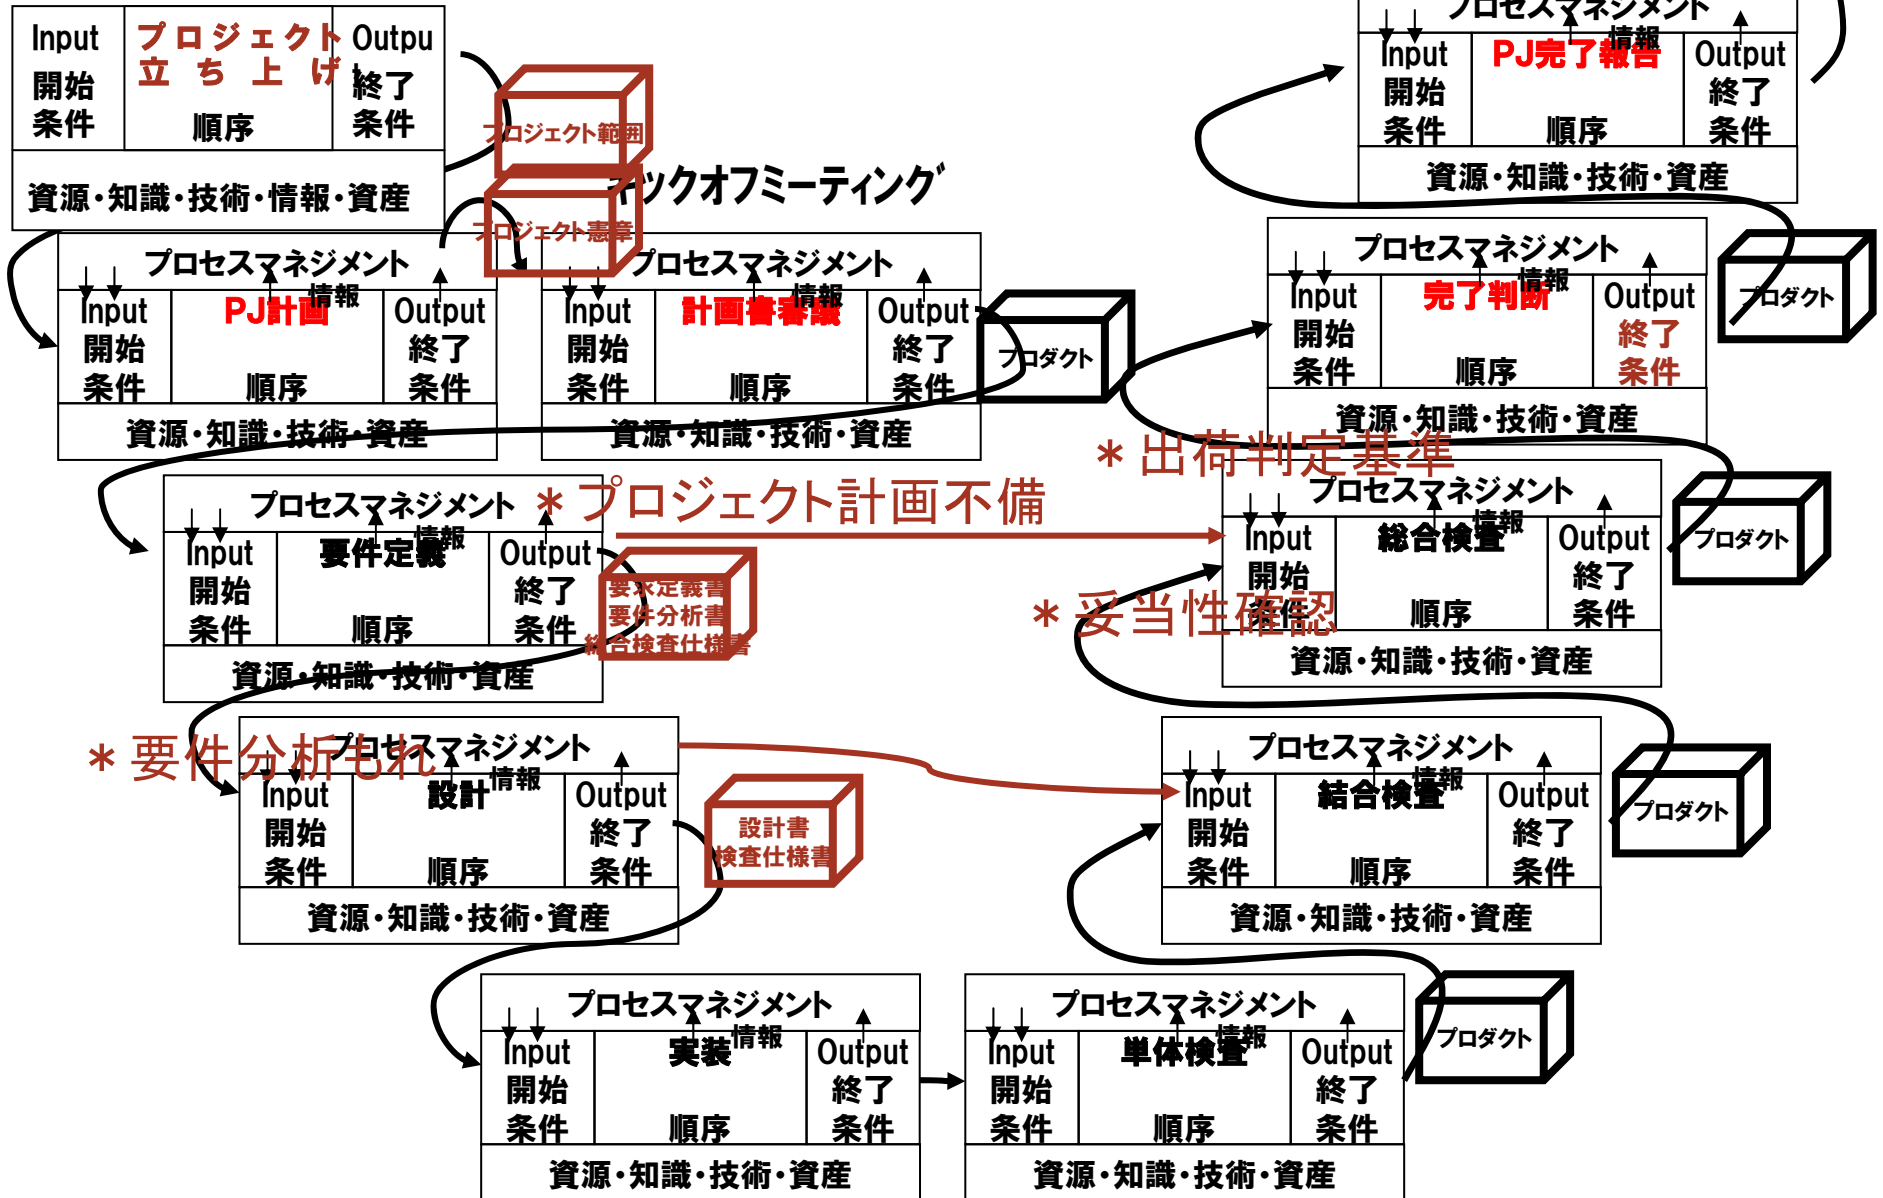 Input
開始
条件
プロジェクト
立ち上げ
順序
Output
終了
条件
資源・知識・技術・情報・資産
プロジェクト範囲
プロジェクト憲章
キックオフミーティング
プロセスマネジメント
情報
Input
開始
条件
PJ計画
順序
Output
終了
条件
資源・知識・技術・資産
プロセスマネジメント
情報
Input
開始
条件
計画書審議
順序
Output
終了
条件
資源・知識・技術・資産
プロダクト
＊プロジェクト計画不備
プロセスマネジメント
情報
Input
開始
条件
要件定義
順序
Output
終了
条件
資源・知識・技術・資産
要求定義書
要件分析書
総合検査仕様書
＊要件分析もれ
プロセスマネジメント
情報
Input
開始
条件
設計
順序
Output
終了
条件
資源・知識・技術・資産
設計書
検査仕様書
プロセスマネジメント
情報
Input
開始
条件
実装
順序
Output
終了
条件
資源・知識・技術・資産
プロセスマネジメント
情報
Input
開始
条件
単体検査
順序
Output
終了
条件
資源・知識・技術・資産
プロダクト
プロセスマネジメント
情報
Input
開始
条件
結合検査
順序
Output
終了
条件
資源・知識・技術・資産
プロダクト
＊妥当性確認
プロセスマネジメント
情報
Input
開始
条件
総合検査
順序
Output
終了
条件
資源・知識・技術・資産
プロダクト
＊出荷判定基準
プロセスマネジメント
情報
Input
開始
条件
完了判断
順序
Output
終了
条件
資源・知識・技術・資産
プロダクト
プロセスマネジメント
情報
Input
開始
条件
PJ完了報告
順序
Output
終了
条件
資源・知識・技術・資産